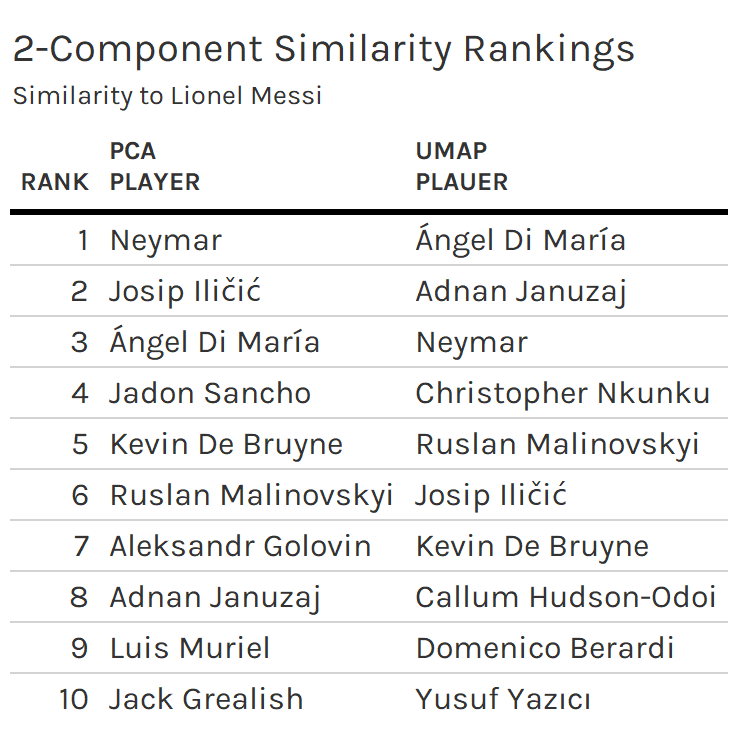 2-Component Similarity Rankings
Similarity to Lionel Messi
PCA UMAP
RANK PLAYER PLAUER
1 Neymar Ángel Di María
2 Josip Iličić Adnan Januzaj
3 Ángel Di María Neymar
4 Jadon Sancho Christopher Nkunku
5 Kevin De Bruyne Ruslan Malinovskyi
6 Ruslan Malinovskyi Josip Iličić
7 Aleksandr Golovin Kevin De Bruyne
8 Adnan Januzaj Callum Hudson-Odoi
9 Luis Muriel Domenico Berardi
10 Jack Grealish Yusuf Yazıcı